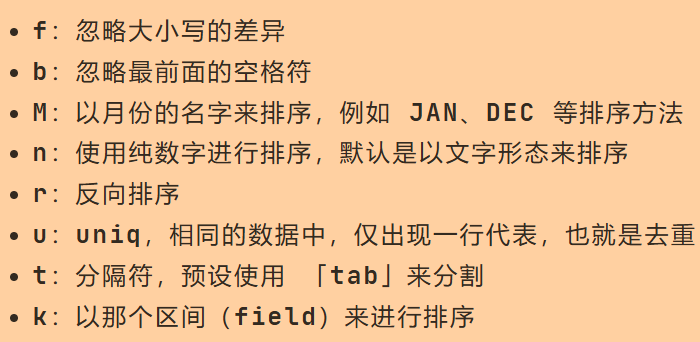 • f: 忽略大小写的差异
• b: 忽略最前面的空格符
• M: 以月份的名字来排序，例如 JAN、DEC 等排序方法
• n: 使用纯数字进行排序，默认是以文字形态来排序
• r: 反向排序
• u: uniq，相同的数据中，仅出现一行代表，也就是去重
• t: 分隔符，预设使用 「tab」来分割
• k: 以那个区间（field）来进行排序